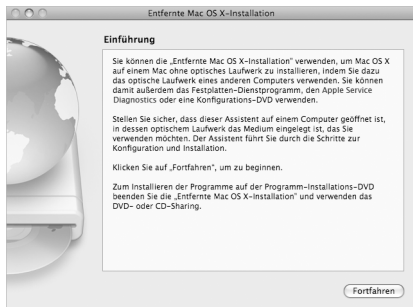 Entfernte Mac OS X-Installation
Einführung
Sie können die „Entfernte Mac OS X-Installation" verwenden, um Mac OS X
auf einem Mac ohne optisches Laufwerk zu installieren, indem Sie dazu
das optische Laufwerk eines anderen Computers verwenden. Sie können
damit außerdem das Festplatten-Dienstprogramm, den Apple Service
Diagnostics oder eine Konfigurations-DVD verwenden.
Stellen Sie sicher, dass dieser Assistent auf einem Computer geöffnet ist,
in dessen optischem Laufwerk das Medium eingelegt ist, das Sie
verwenden möchten. Der Assistent führt Sie durch die Schritte zur
Konfiguration und Installation.
Klicken Sie auf „Fortfahren", um zu beginnen.
Zum Installieren der Programme auf der Programm-Installations-DVD
beenden Sie die „Entfernte Mac OS X-Installation" und verwenden das
DVD- oder CD-Sharing.
Fortfahren